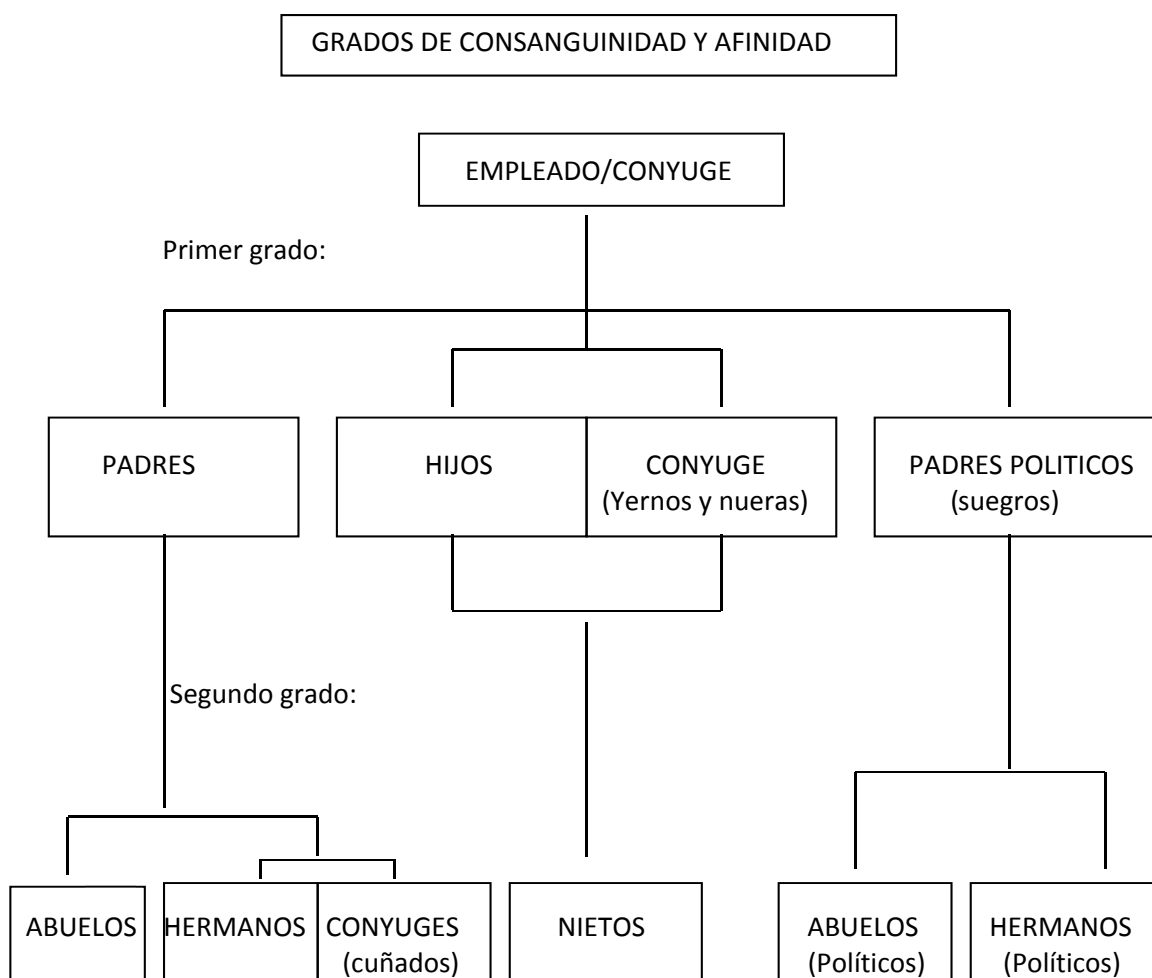 GRADOS DE CONSANGUINIDAD Y AFINIDAD
EMPLEADO/CONYUGE
Primer grado:
PADRES
HIJOS
CONYUGE
(Yernos y nueras)
PADRES POLITICOS
(suegros)
Segundo grado:
ABUELOS
HERMANOS
CONYUGES
(cuñados)
NIETOS
ABUELOS
(Políticos)
HERMANOS
(Políticos)